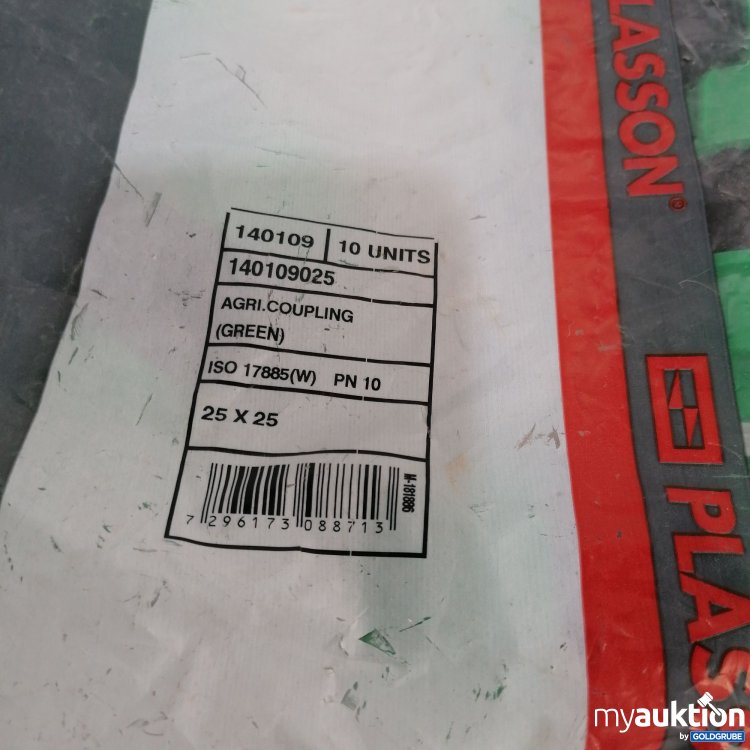 LASSON®
140109 10 UNITS
140109025
AGRI.COUPLING
(GREEN)
ISO 17885(W) PN 10
25 X 25
M-181886
7 296173 088713
PLAS
myauktion
by GOLDGRUBE